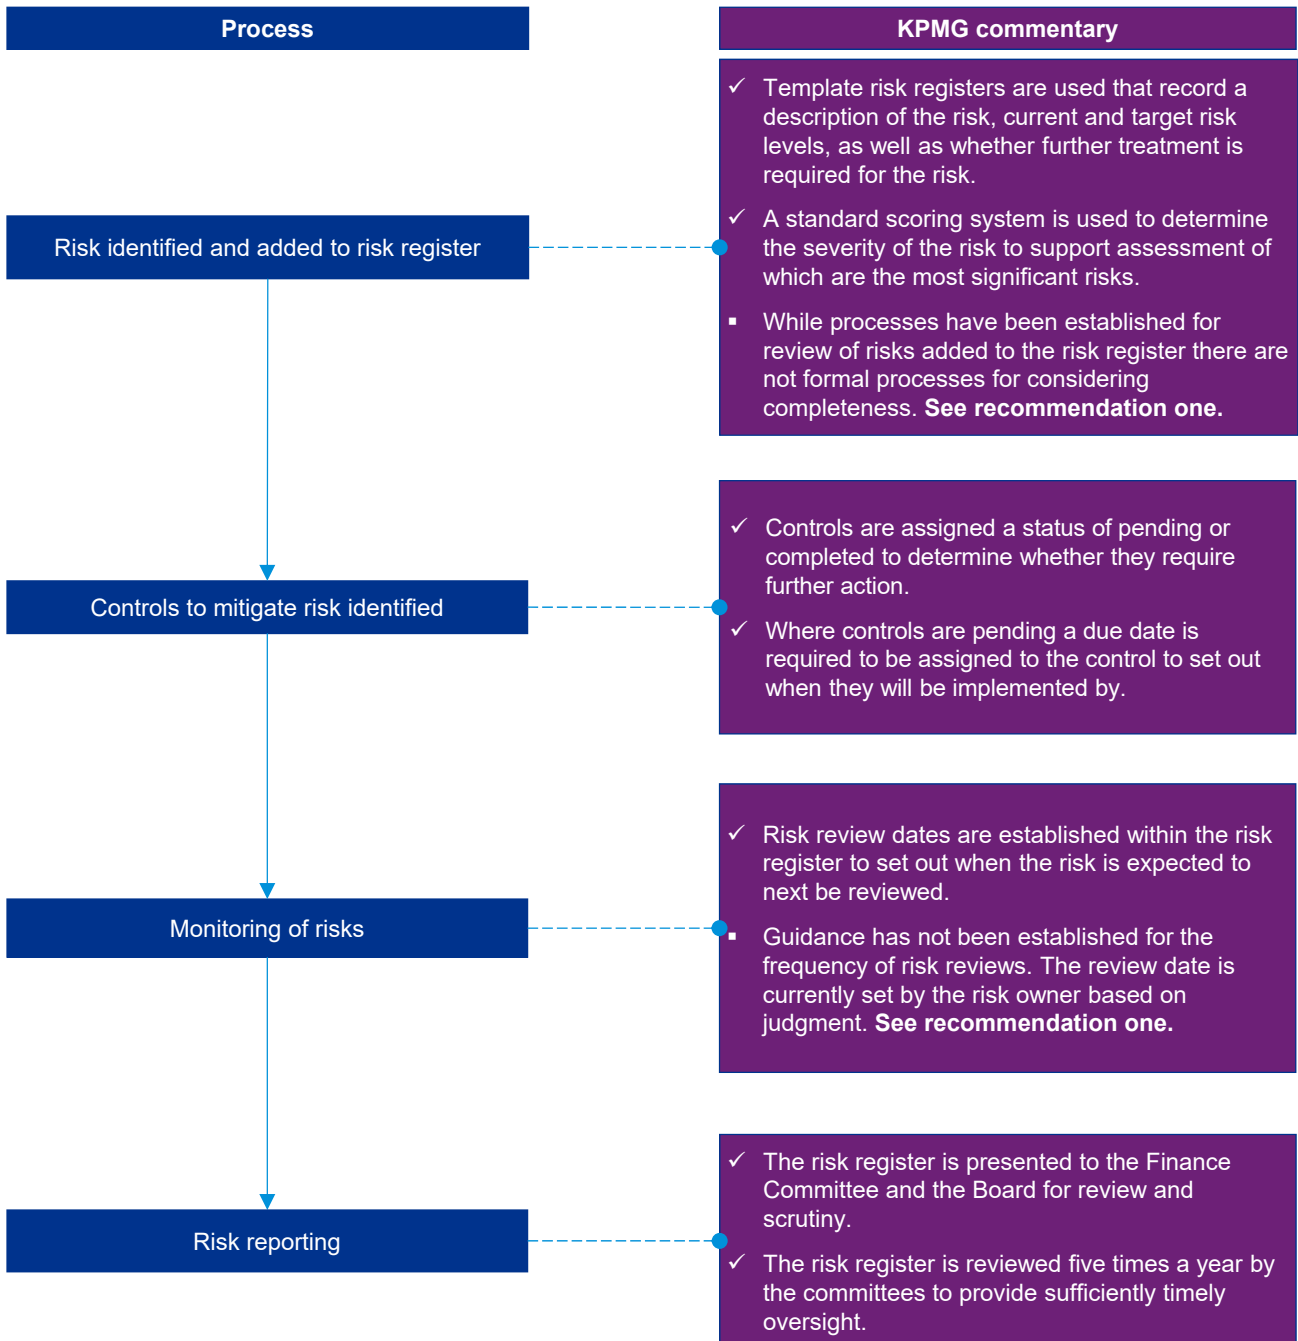 Process
KPMG commentary
Template risk registers are used that record a
description of the risk, current and target risk
levels, as well as whether further treatment is
required for the risk.
Risk identified and added to risk register
A standard scoring system is used to determine
the severity of the risk to support assessment of
which are the most significant risks.
While processes have been established for
review of risks added to the risk register there are
not formal processes for considering
completeness. See recommendation one.
Controls to mitigate risk identified
Controls are assigned a status of pending or
completed to determine whether they require
further action.
Where controls are pending a due date is
required to be assigned to the control to set out
when they will be implemented by.
Monitoring of risks
Risk review dates are established within the risk
register to set out when the risk is expected to
next be reviewed.
Guidance has not been established for the
frequency of risk reviews. The review date is
currently set by the risk owner based on
judgment. See recommendation one.
Risk reporting
The risk register is presented to the Finance
Committee and the Board for review and
scrutiny.
The risk register is reviewed five times a year by
the committees to provide sufficiently timely
oversight.